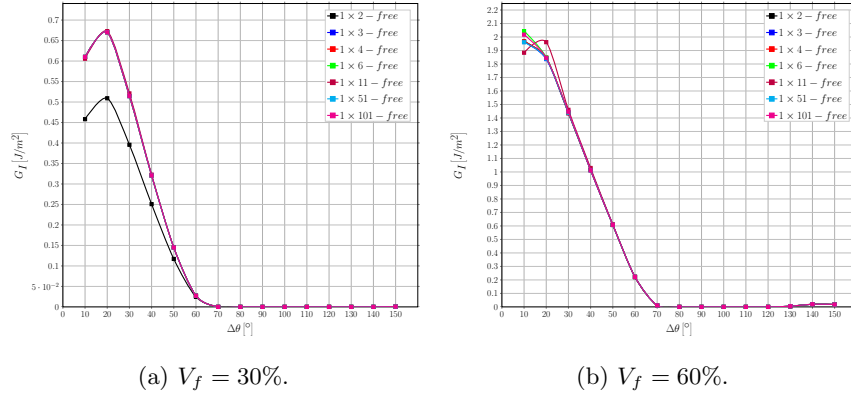 0.7
0.65
0.6
0.55
0.5
0.45
0.4
0.35
0.3
0.25
0.2
0.15
0.1
5 · 10⁻²
0
G_I [J/m²]
0 10 20 30 40 50 60 70 80 90 100 110 120 130 140 150
Δθ [°]
1 × 2 − free
1 × 3 − free
1 × 4 − free
1 × 6 − free
1 × 11 − free
1 × 51 − free
1 × 101 − free
(a) V_f = 30%.
2.2
2.1
2
1.9
1.8
1.7
1.6
1.5
1.4
1.3
1.2
1.1
1
0.9
0.8
0.7
0.6
0.5
0.4
0.3
0.2
0.1
0
G_I [J/m²]
0 10 20 30 40 50 60 70 80 90 100 110 120 130 140 150
Δθ [°]
1 × 2 − free
1 × 3 − free
1 × 4 − free
1 × 6 − free
1 × 11 − free
1 × 51 − free
1 × 101 − free
(b) V_f = 60%.